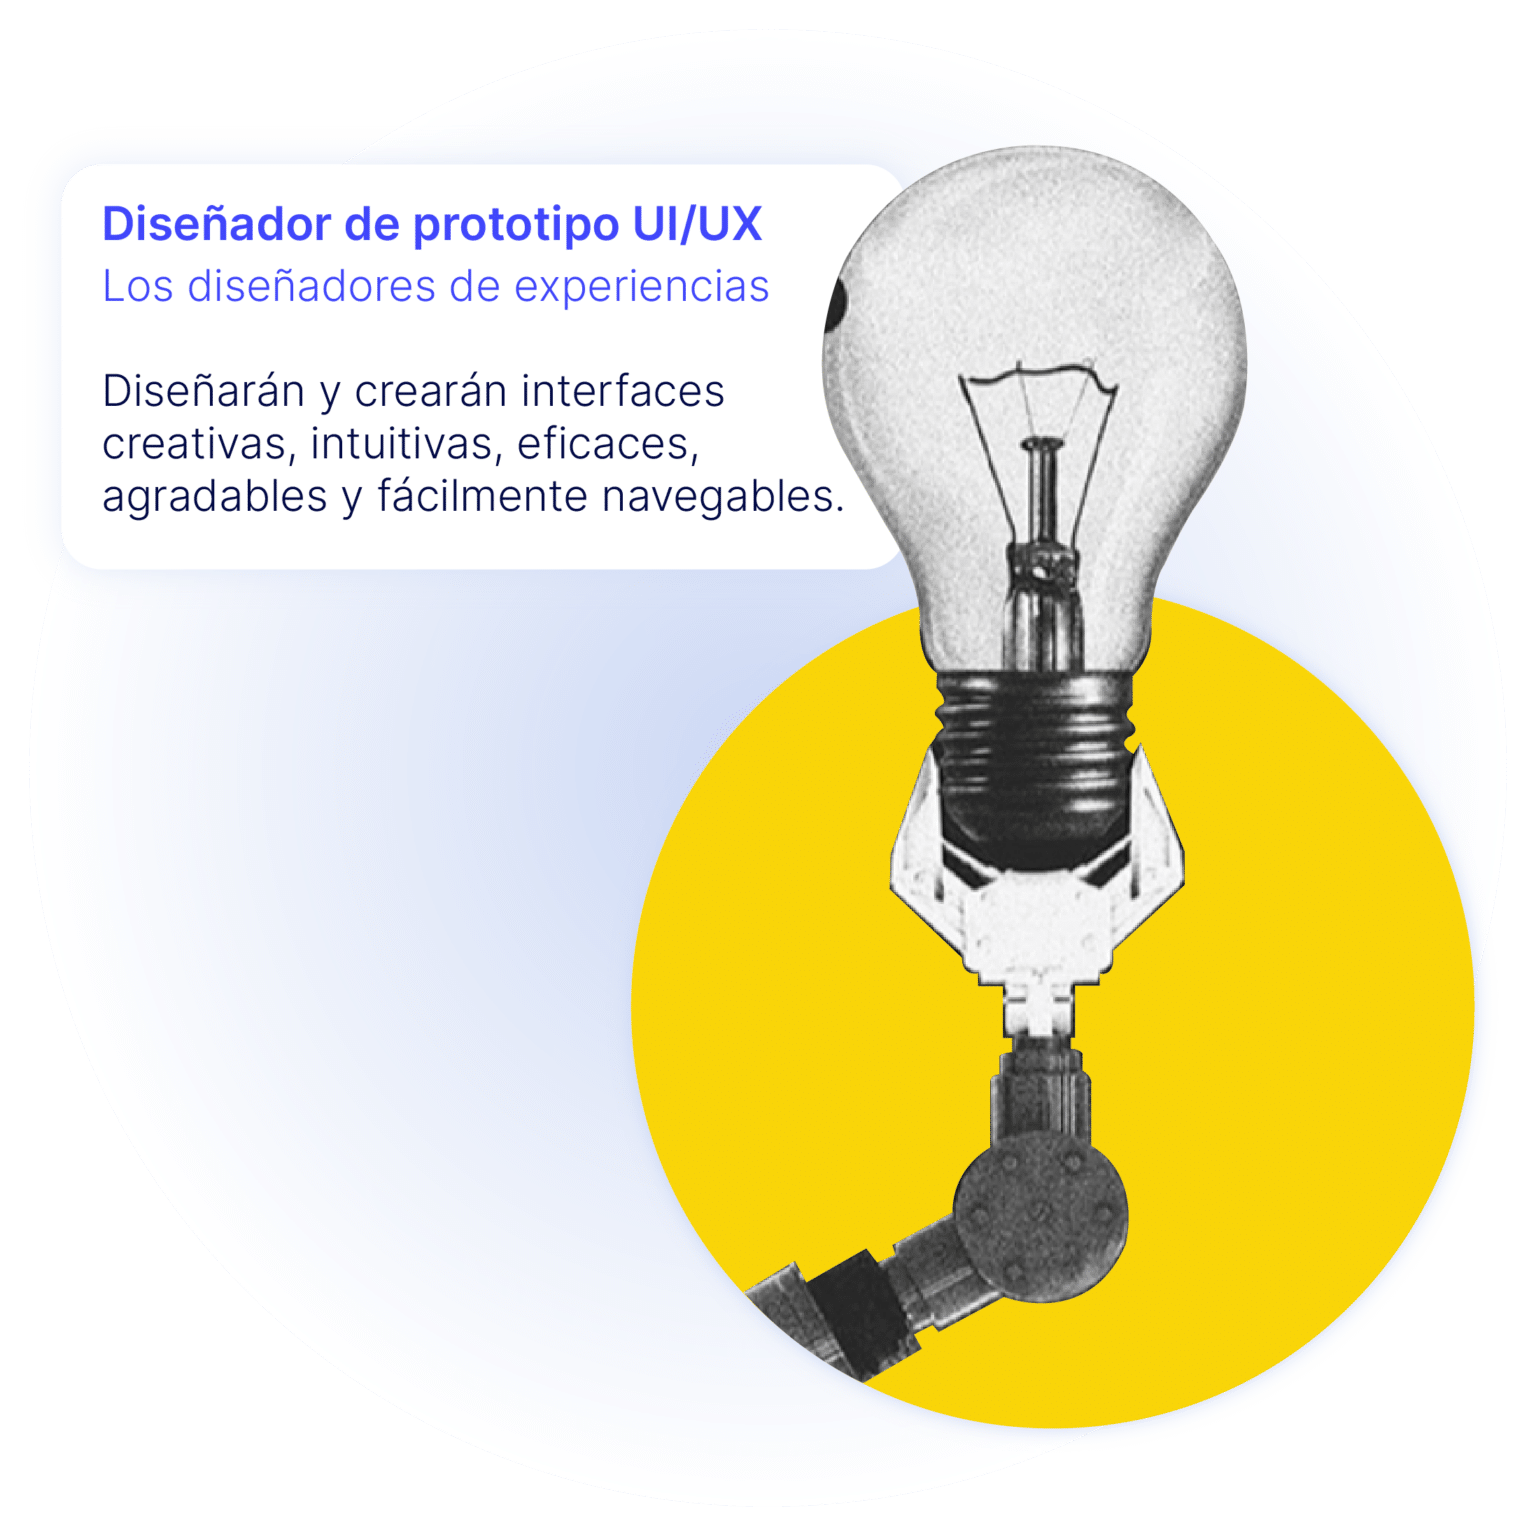 Diseñador de prototipo UI/UX
Los diseñadores de experiencias
Diseñarán y crearán interfaces
creativas, intuitivas, eficaces,
agradables y fácilmente navegables.